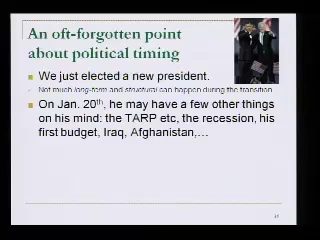 An oft-forgotten point
about political timing
We just elected a new president.
Not much long-term and structural can happen during the transition
On Jan. 20th, he may have a few other things
on his mind: the TARP etc, the recession, his
first budget, Iraq, Afghanistan,…